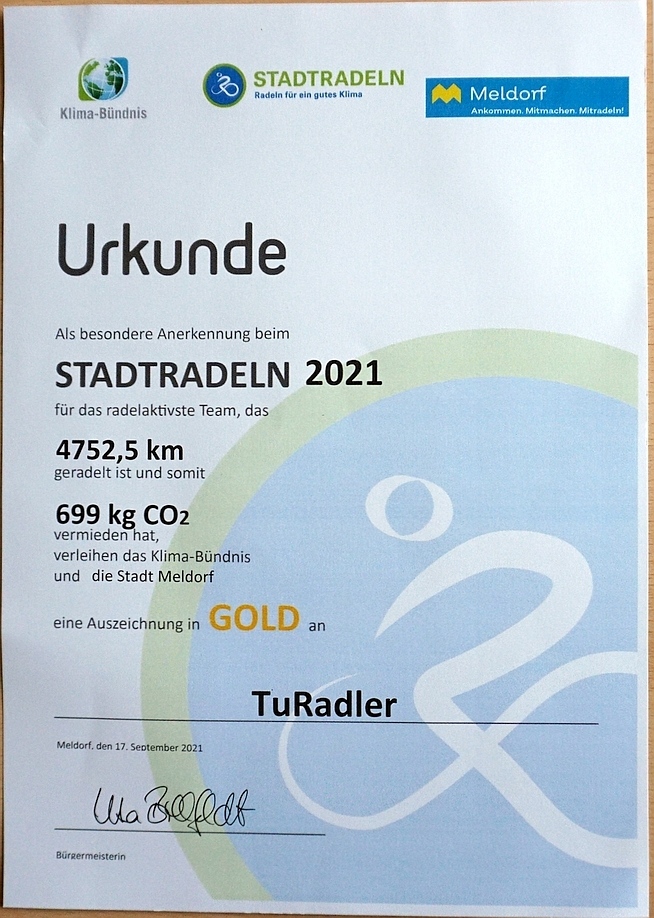 Klima-Bündnis
STADTRADELN
Radeln für ein gutes Klima
Meldorf
Ankommen. Mitmachen. Mitradeln!
Urkunde
Als besondere Anerkennung beim
STADTRADELN 2021
für das radelaktivste Team, das
4752,5 km
geradelt ist und somit
699 kg CO2
vermieden hat,
verleihen das Klima-Bündnis
und die Stadt Meldorf
eine Auszeichnung in GOLD an
TuRadler
Meldorf, den 17. September 2021
Uta Bielfeldt
Bürgermeisterin